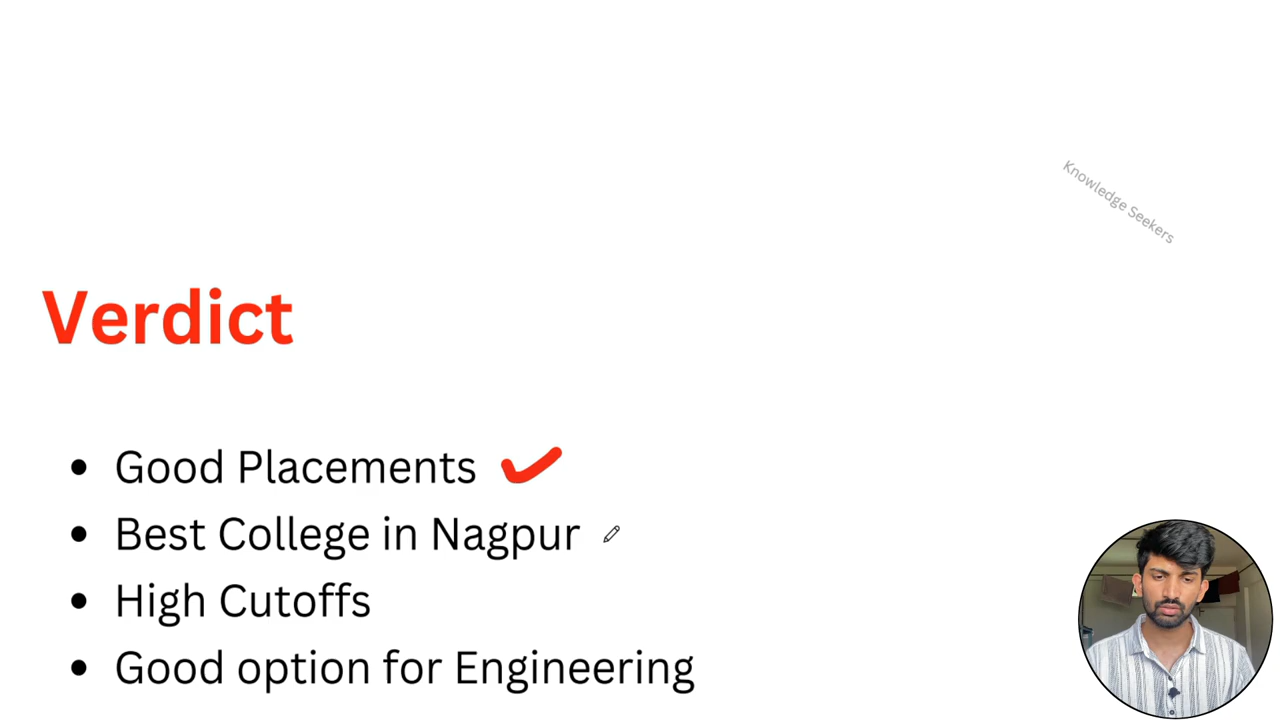 Knowledge Seekers
Verdict
Good Placements
Best College in Nagpur
High Cutoffs
Good option for Engineering